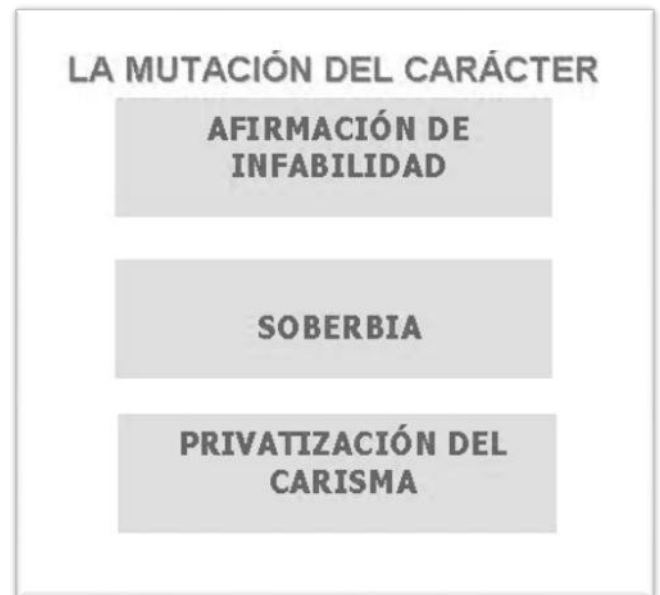 LA MUTACIÓN DEL CARÁCTER
AFIRMACIÓN DE
INFABILIDAD
SOBERBIA
PRIVATIZACIÓN DEL
CARISMA